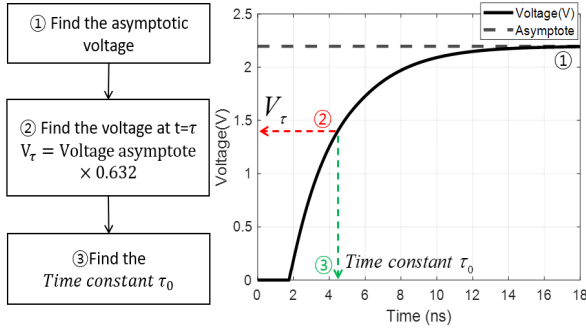 ① Find the asymptotic
voltage
② Find the voltage at t=τ
V_τ = Voltage asymptote
× 0.632
③Find the
Time constant τ₀
Voltage(V)
Asymptote
①
②
V_τ
③
Time constant τ₀
2.5
2
1.5
1
0.5
0
Voltage(V)
0 2 4 6 8 10 12 14 16 18
Time (ns)